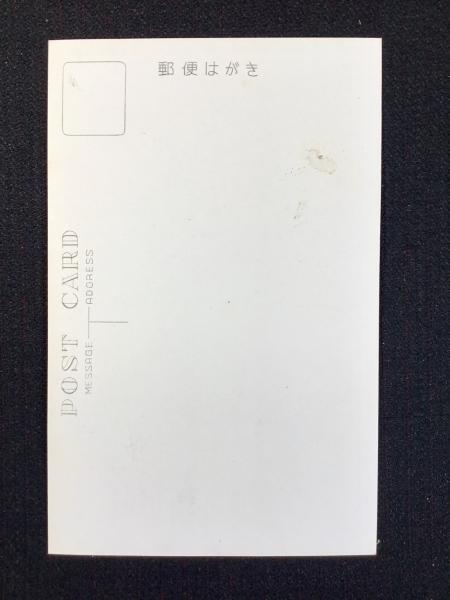 郵便はがき
POST CARD
MESSAGE
ADDRESS